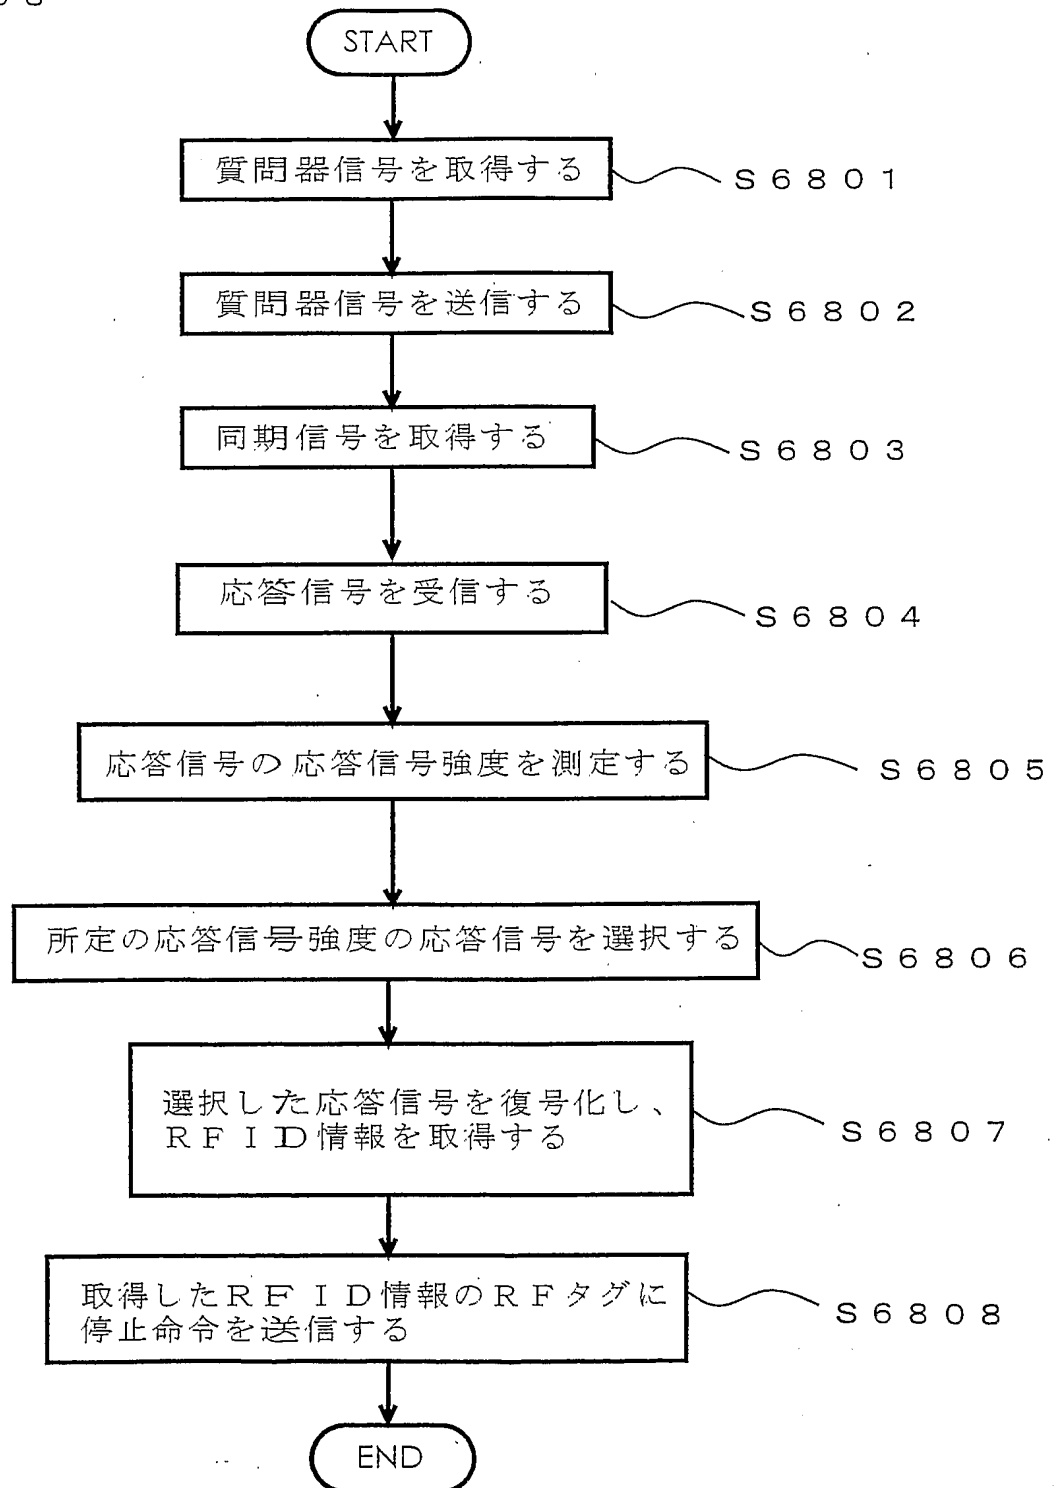 START
質問器信号を取得する
S6801
質問器信号を送信する
S6802
同期信号を取得する
S6803
応答信号を受信する
S6804
応答信号の応答信号強度を測定する
S6805
所定の応答信号強度の応答信号を選択する
S6806
選択した応答信号を復号化し、
RFID情報を取得する
S6807
取得したRFID情報のRFタグに
停止命令を送信する
S6808
END